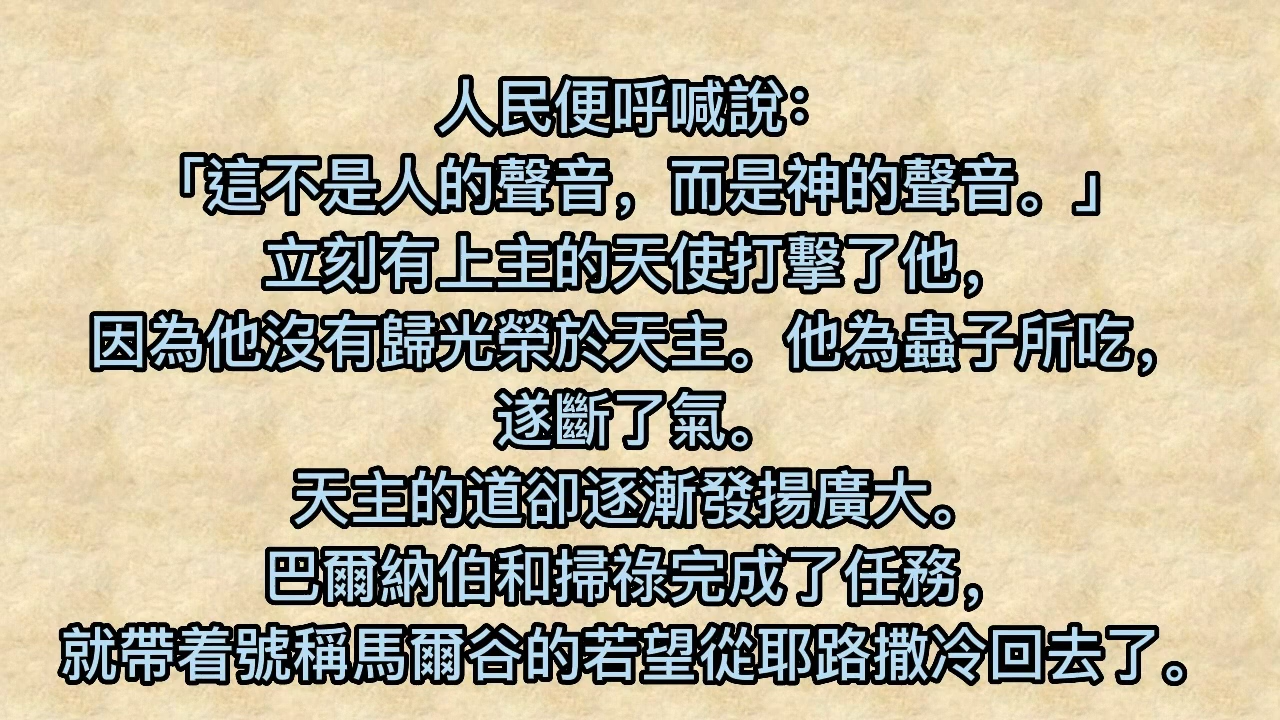 人民便呼喊說：
「這不是人的聲音，而是神的聲音。」
立刻有上主的天使打擊了他，
因為他沒有歸光榮於天主。他為蟲子所吃，
遂斷了氣。
天主的道卻逐漸發揚廣大。
巴爾納伯和掃祿完成了任務，
就帶着號稱馬爾谷的若望從耶路撒冷回去了。